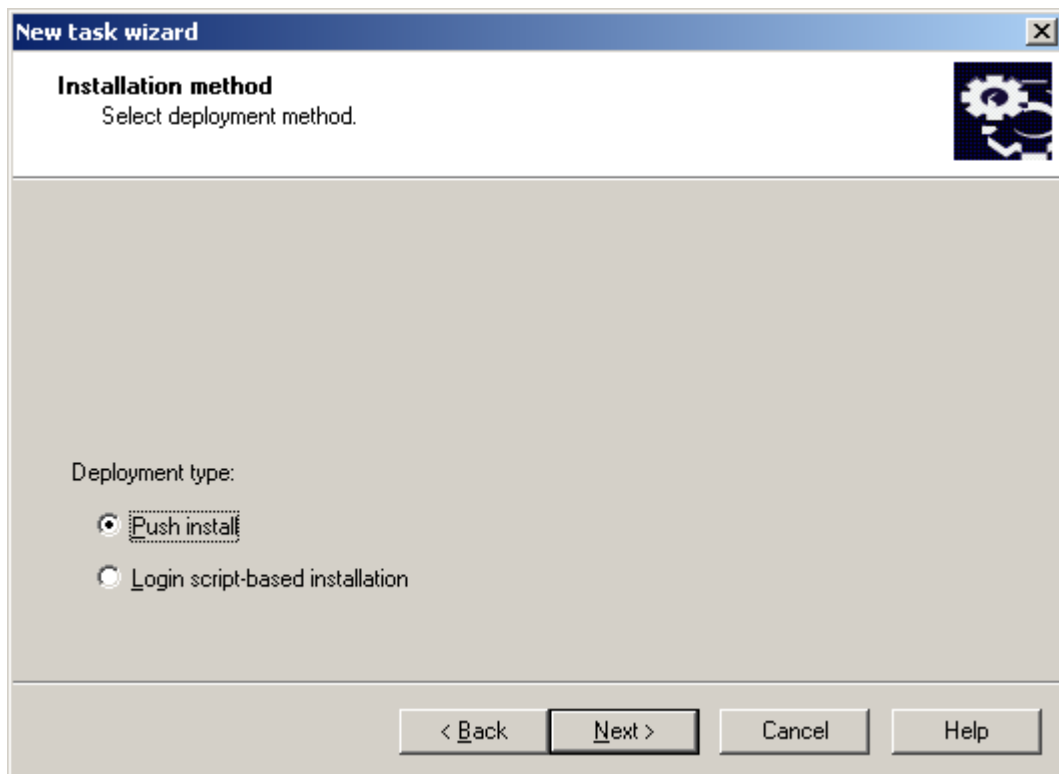 New task wizard
Installation method
Select deployment method.
Deployment type:
Push install
Login script-based installation
< Back
Next >
Cancel
Help